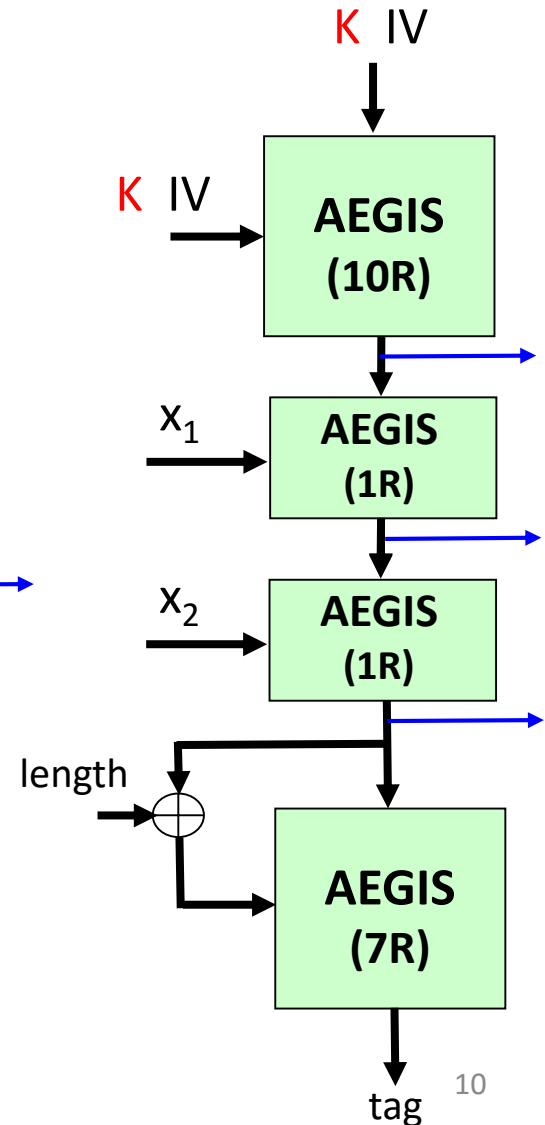 K IV
K IV
AEGIS
(10R)
x₁
AEGIS
(1R)
x₂
AEGIS
(1R)
length
AEGIS
(7R)
tag
10